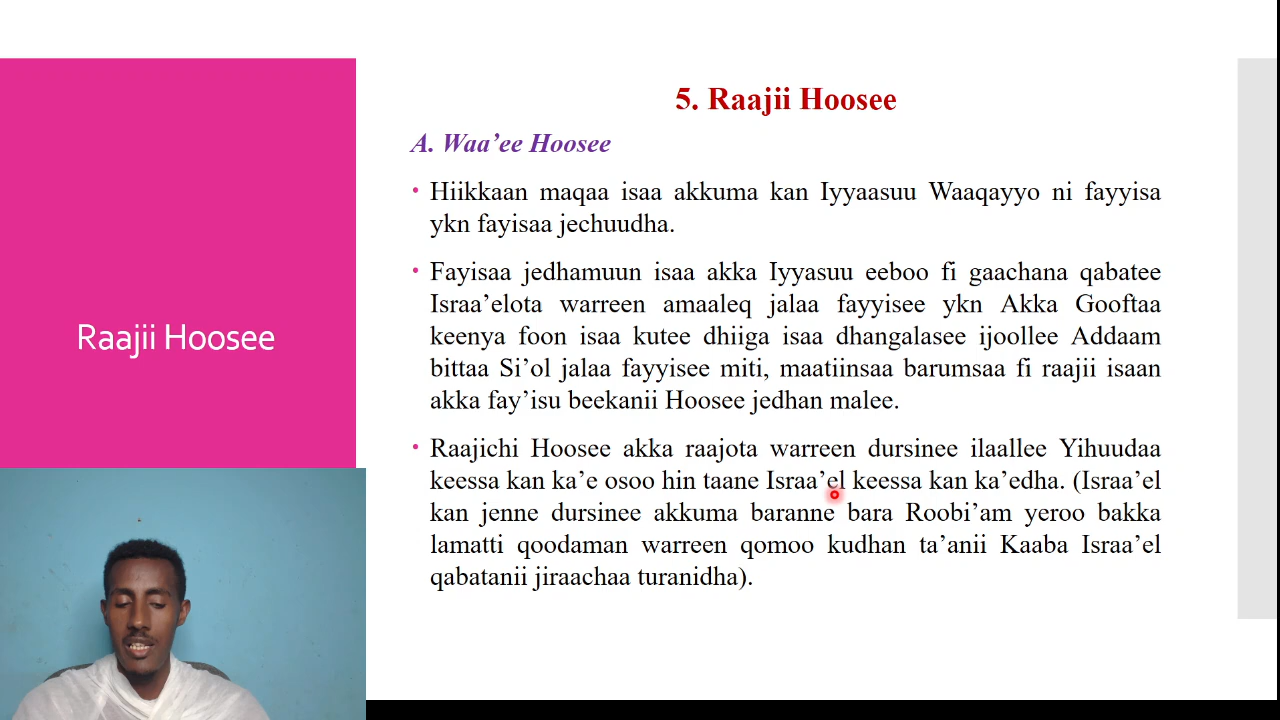 Raajii Hoosee
5. Raajii Hoosee
A. Waa’ee Hoosee
• Hiikkaan maqaa isaa akkuma kan Iyyaasuu Waaqayyo ni fayyisa
ykn fayisaa jechuudha.
• Fayisaa jedhamuun isaa akka Iyyasuu eeboo fi gaachana qabatee
Israa’elota warreen amaaleq jalaa fayyisee ykn Akka Gooftaa
keenya foon isaa kutee dhiiga isaa dhangalasee ijoollee Addaam
bittaa Si’ol jalaa fayyisee miti, maatiinsaa barumsaa fi raajii isaan
akka fay’isu beekanii Hoosee jedhan malee.
• Raajichi Hoosee akka raajota warreen dursinee ilaallee Yihuudaa
keessa kan ka’e osoo hin taane Israa’el keessa kan ka’edha. (Israa’el
kan jenne dursinee akkuma baranne bara Roobi’am yeroo bakka
lamatti qoodaman warreen qomoo kudhan ta’anii Kaaba Israa’el
qabatanii jiraachaa turanidha).